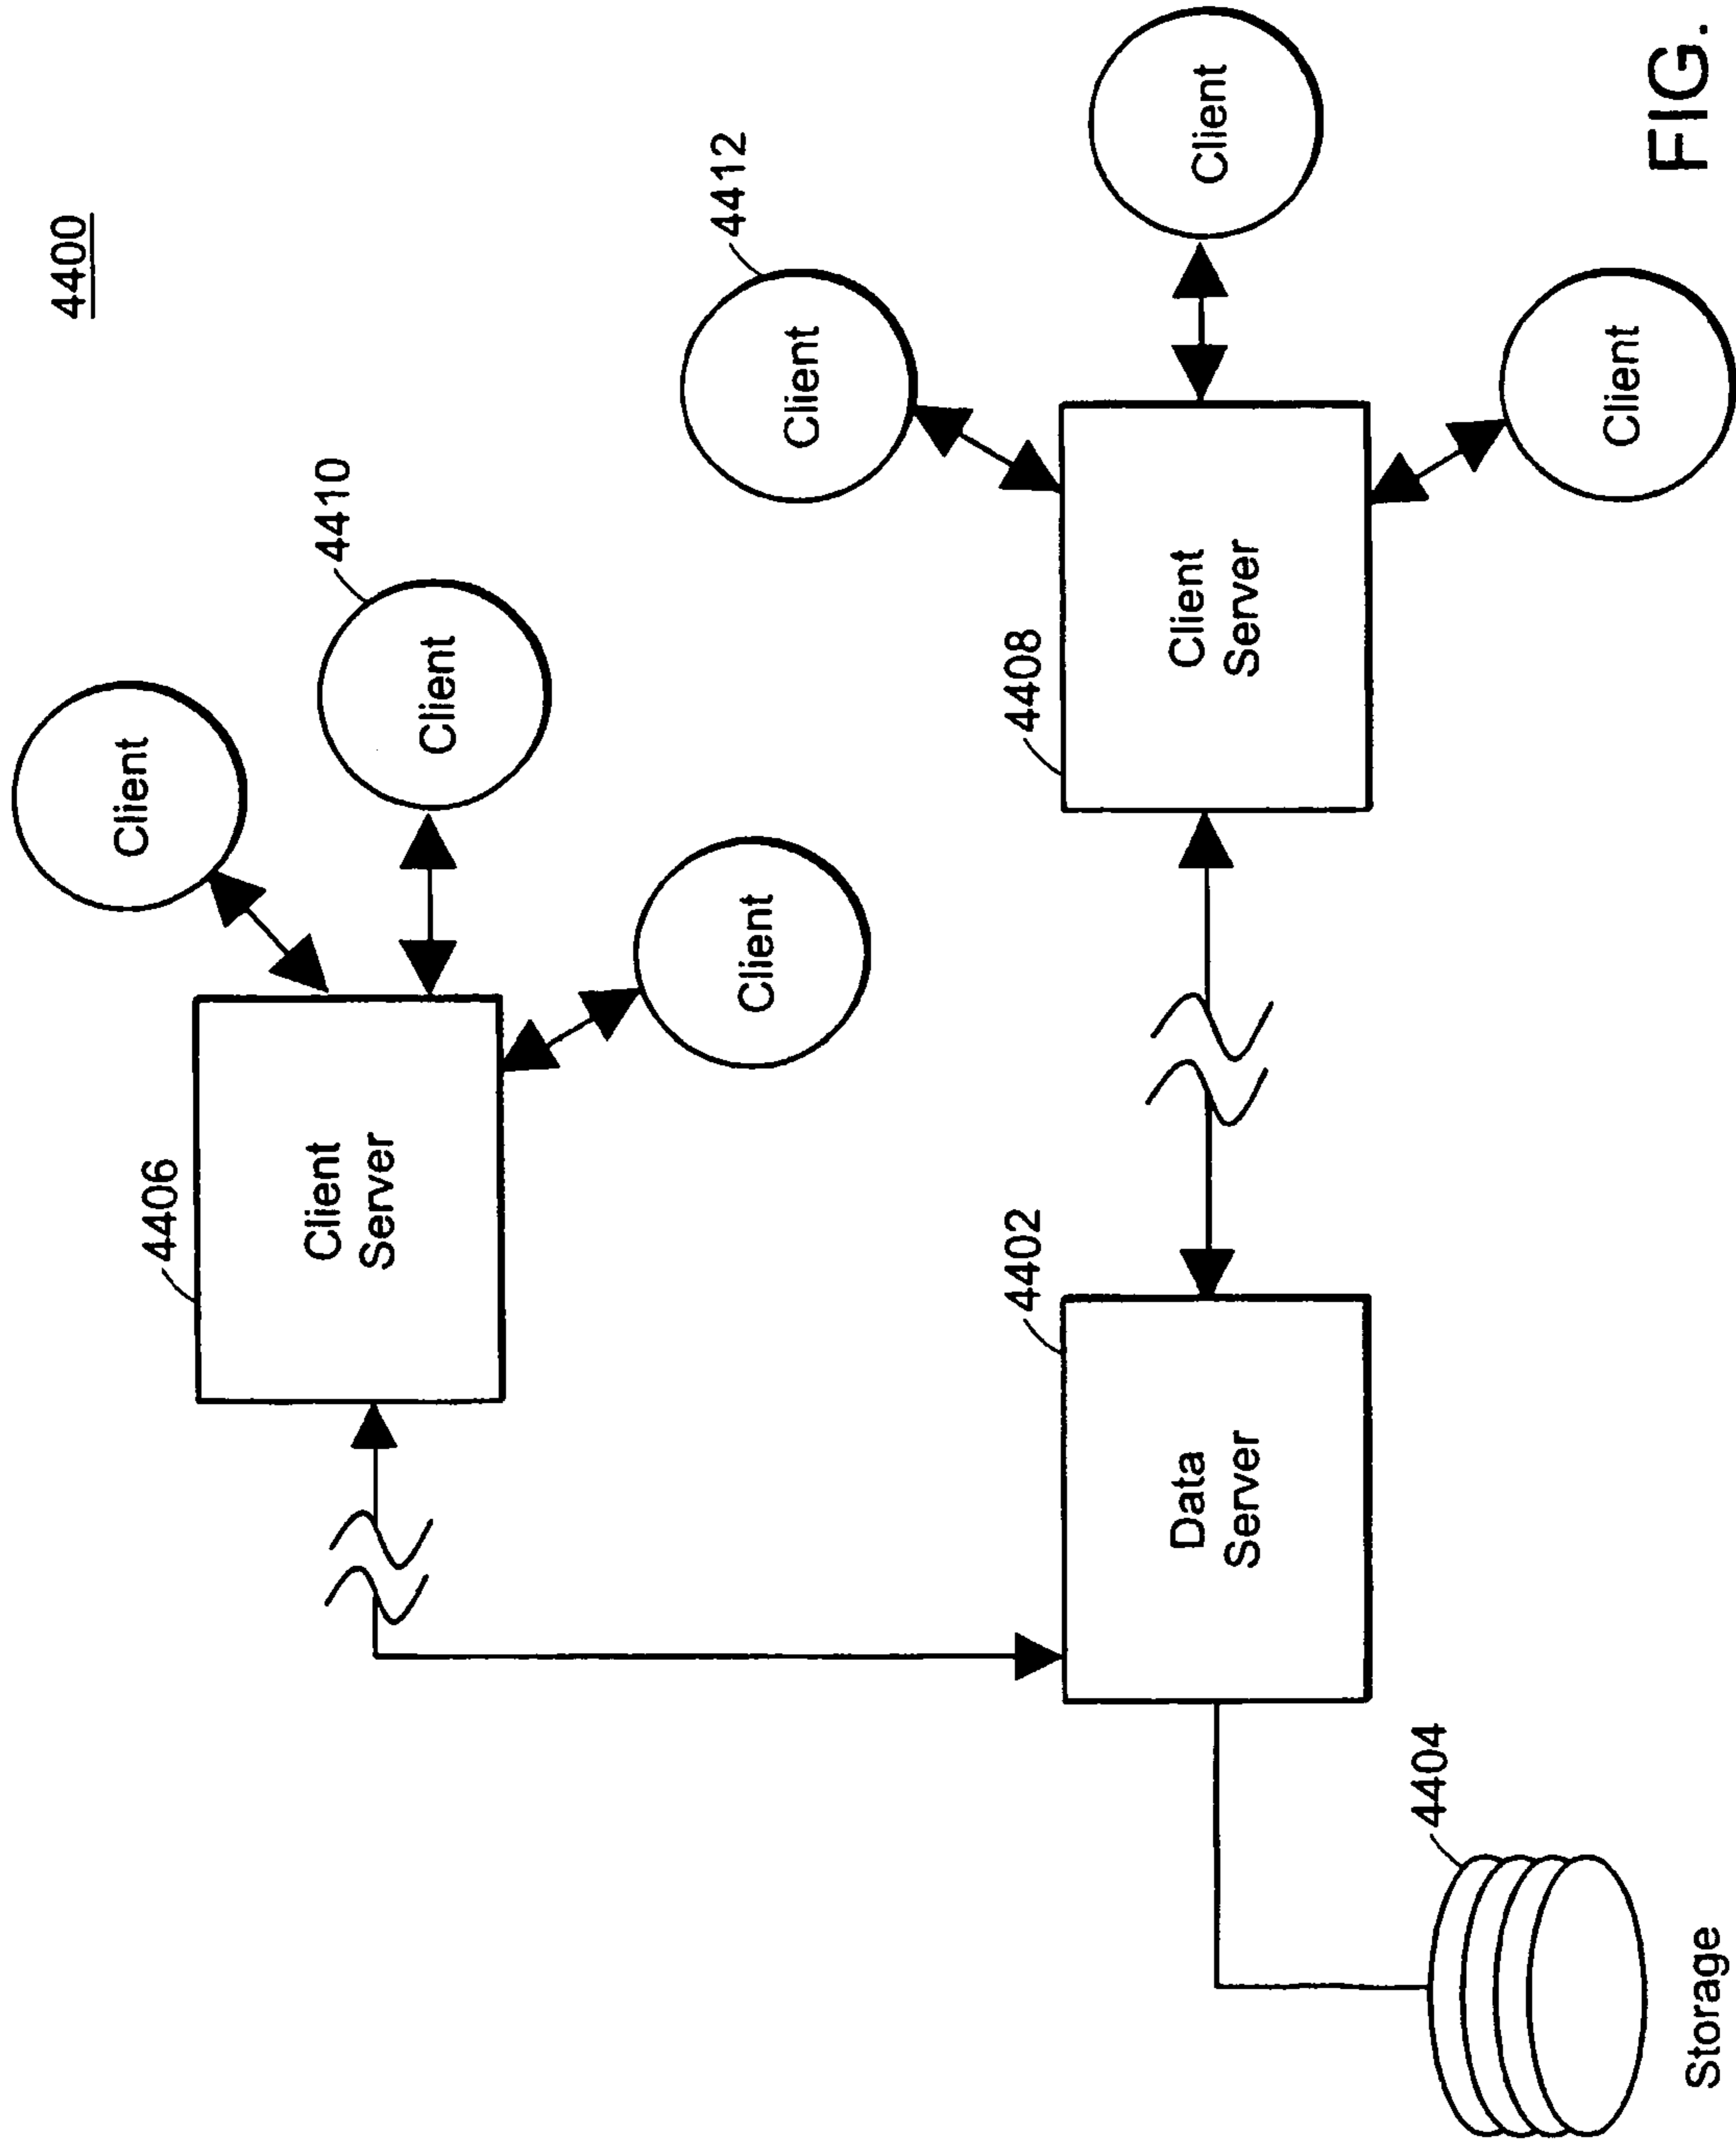 4400
Client
4406
4410
Client
Server
Client
4412
Client
Client
4402
4408
Data
Server
Client
Server
Client
4404
Client
Storage
FIG.